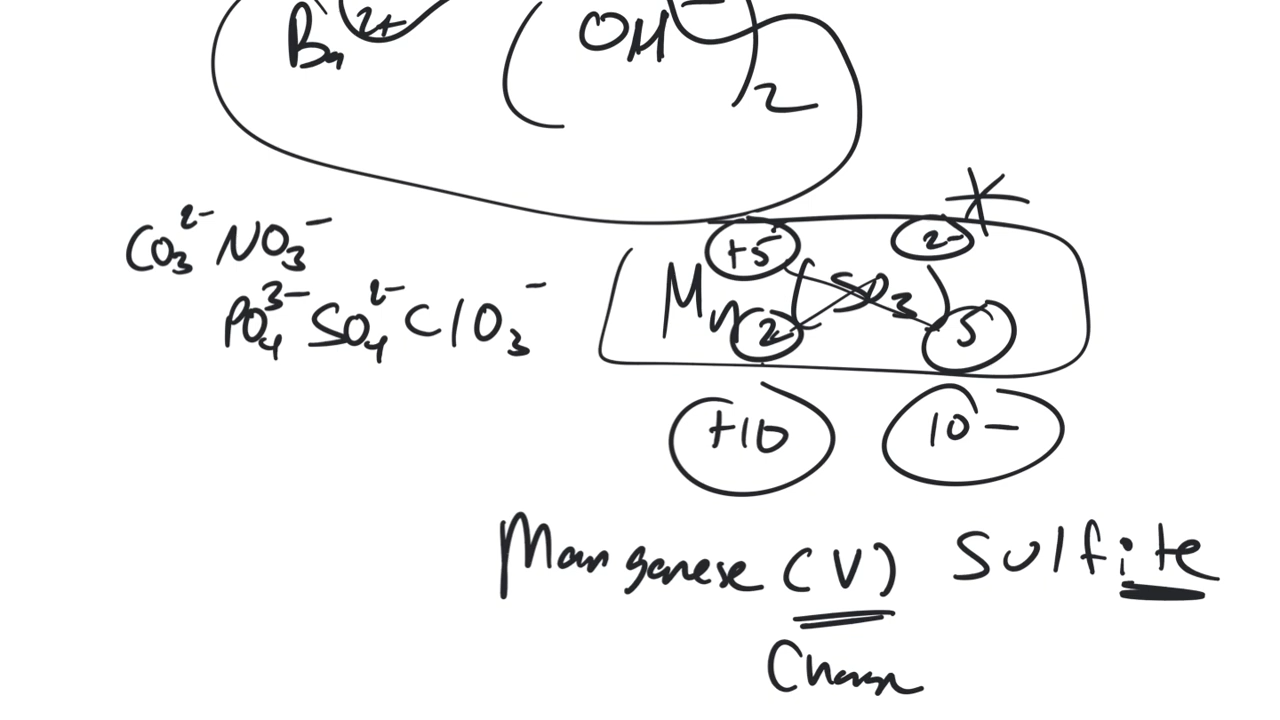 Ba 2+ (OH-)2
CO3 2- NO3 -
PO4 3- SO4 2- ClO3 -
+5 2-
Mn2(SO3)5
+10 10-
Manganese (V) Sulfite
Charge